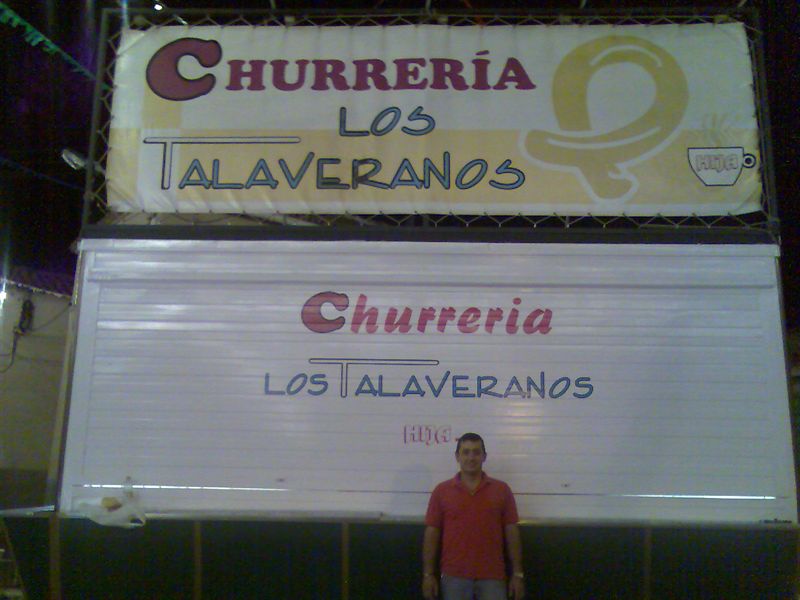 CHURRERÍA
LOS
TALAVERANOS
HIJA
Churreria
LOS TALAVERANOS
HIJA